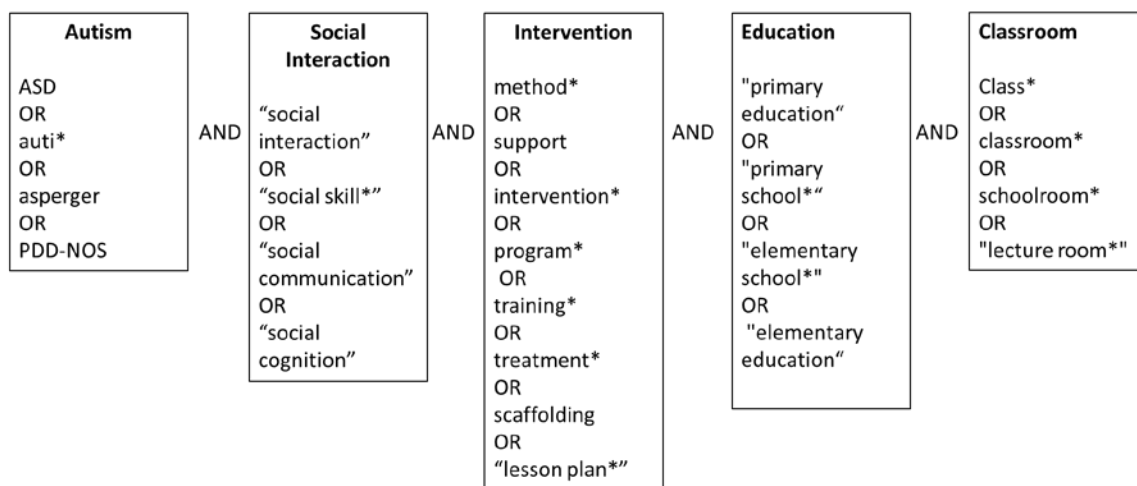 Autism
ASD
OR
auti*
OR
asperger
OR
PDD-NOS
AND
Social
Interaction
“social
interaction”
OR
“social skill*”
OR
“social
communication”
OR
“social
cognition”
AND
Intervention
method*
OR
support
OR
intervention*
OR
program*
OR
training*
OR
treatment*
OR
scaffolding
OR
“lesson plan*”
AND
Education
"primary
education“
OR
"primary
school*“
OR
"elementary
school*"
OR
"elementary
education“
AND
Classroom
Class*
OR
classroom*
OR
schoolroom*
OR
"lecture room*"